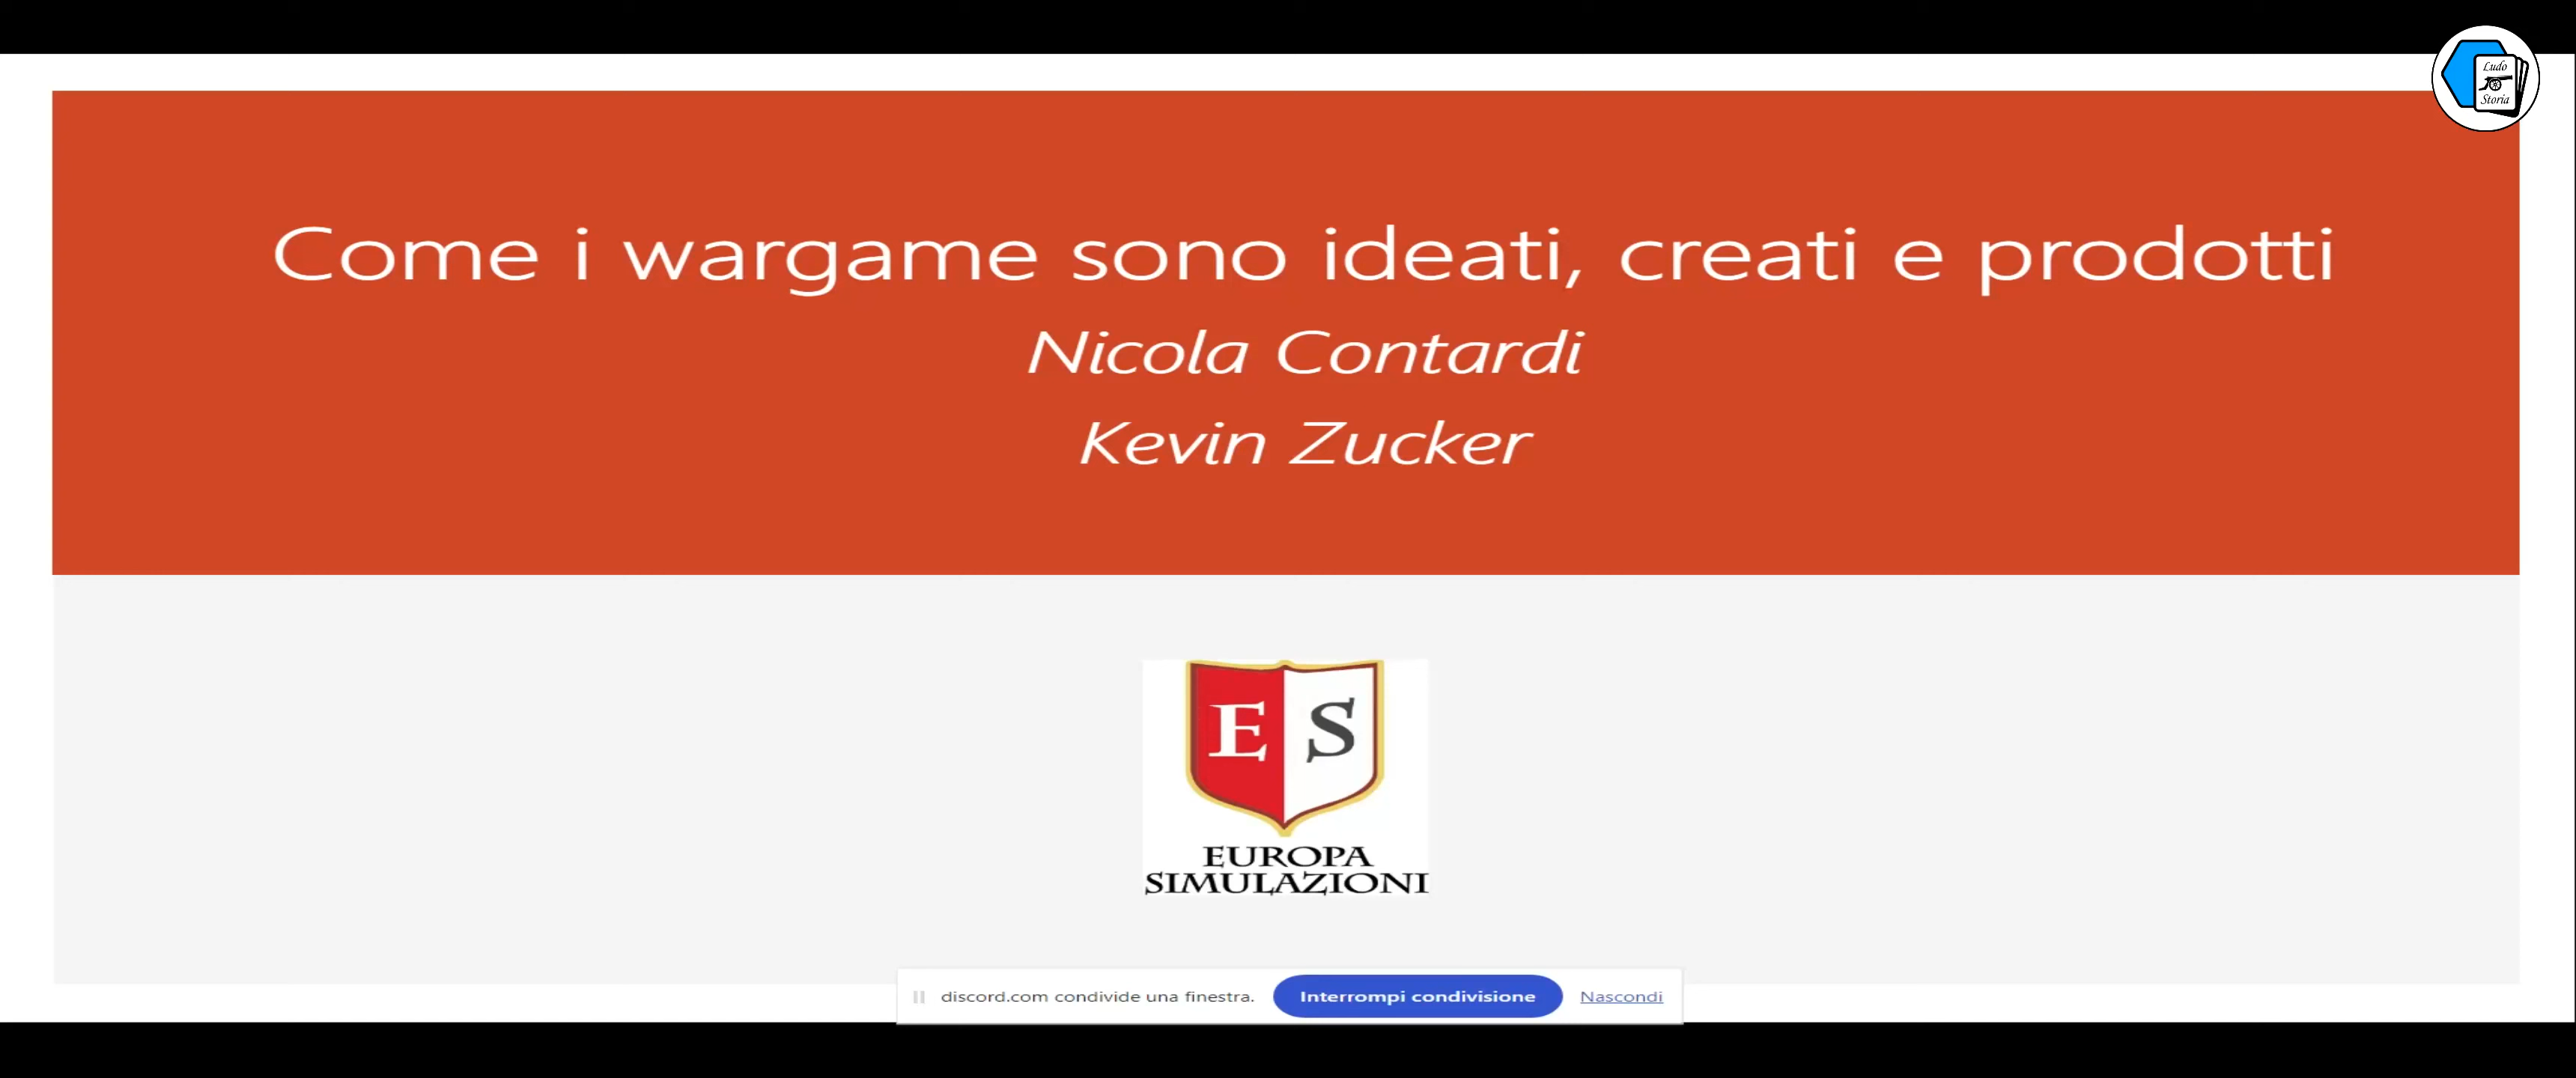 Ludo
Storia
Come i wargame sono ideati, creati e prodotti
Nicola Contardi
Kevin Zucker
E S
EUROPA
SIMULAZIONI
discord.com condivide una finestra. Interrompi condivisione Nascondi